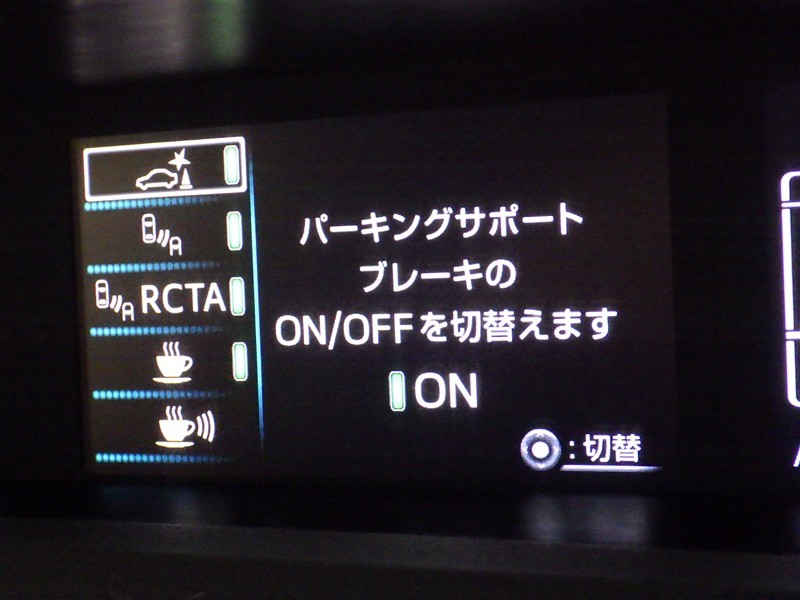 RCTA
パーキングサポート
ブレーキの
ON/OFFを切替えます
ON
:切替